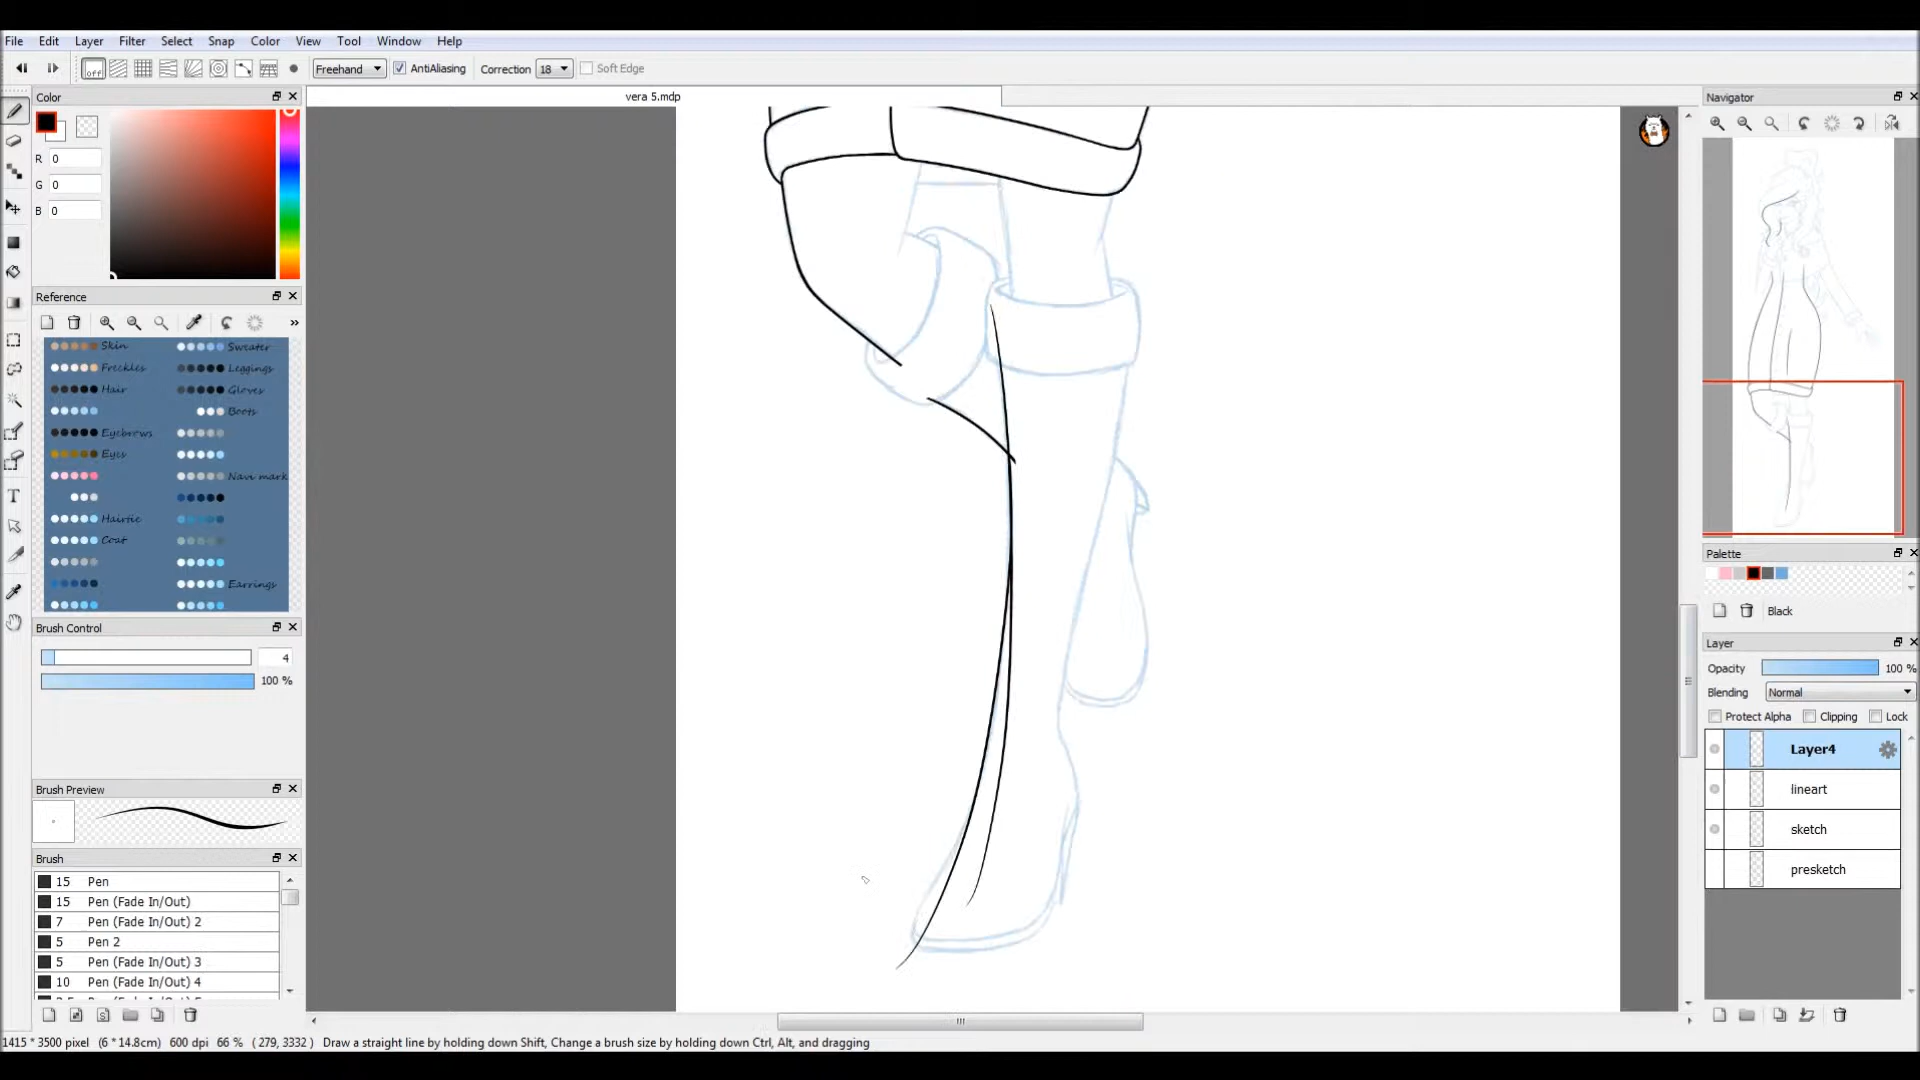 File Edit Layer Filter Select Snap Color View Tool Window Help
off Freehand AntiAliasing Correction 18 Soft Edge
Color
vera 5.mdp
Navigator
R 0
G 0
B 0
Reference
»
Skin Sweater
Freckles Leggings
Hair Gloves
Boots
Eyebrows
Eyes
Navi mark
Hairtie
Coat
Earrings
Brush Control
4
100 %
Brush Preview
Brush
15 Pen
15 Pen (Fade In/Out)
7 Pen (Fade In/Out) 2
5 Pen 2
5 Pen (Fade In/Out) 3
10 Pen (Fade In/Out) 4
Palette
Black
Layer
Opacity 100 %
Blending Normal
Protect Alpha Clipping Lock
Layer4
lineart
sketch
presketch
1415 * 3500 pixel (6 * 14.8cm) 600 dpi 66 % ( 279, 3332 ) Draw a straight line by holding down Shift, Change a brush size by holding down Ctrl, Alt, and dragging